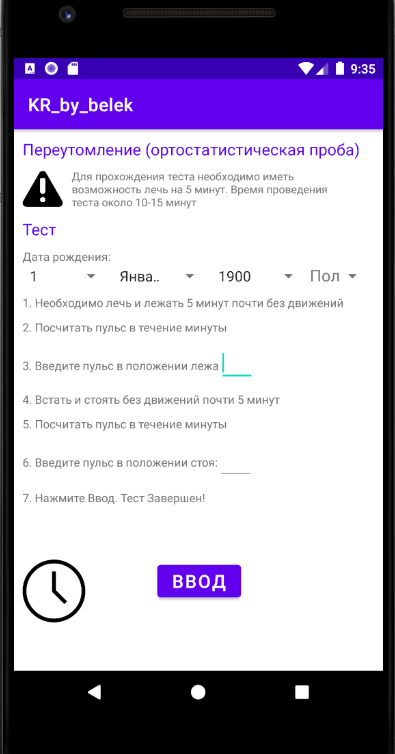 9:35
KR_by_belek
Переутомление (ортостатистическая проба)
Для прохождения теста необходимо иметь
возможность лечь на 5 минут. Время проведения
теста около 10-15 минут
Тест
Дата рождения:
1 Янва.. 1900 Пол
1. Необходимо лечь и лежать 5 минут почти без движений
2. Посчитать пульс в течение минуты
3. Введите пульс в положении лежа
4. Встать и стоять без движений почти 5 минут
5. Посчитать пульс в течение минуты
6. Введите пульс в положении стоя:
7. Нажмите Ввод. Тест Завершен!
ВВОД